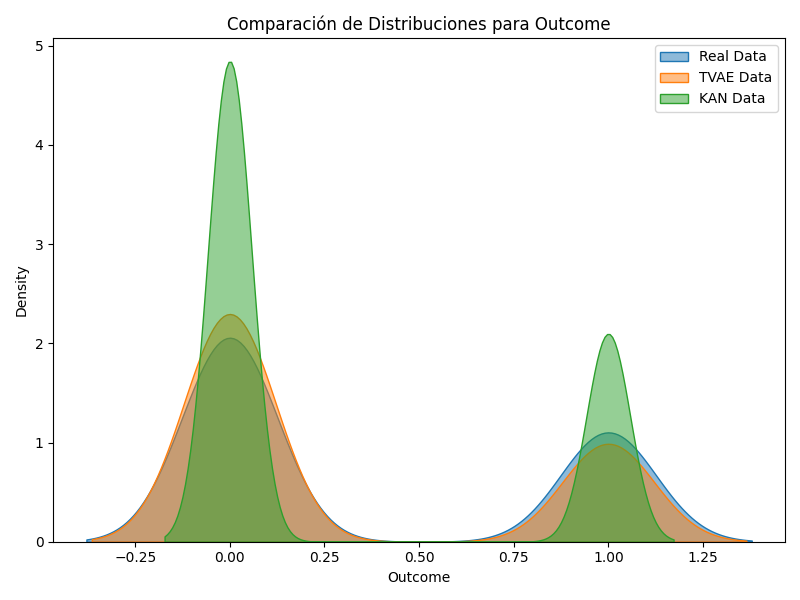 Comparación de Distribuciones para Outcome
Real Data
TVAE Data
KAN Data
5
4
3
2
1
0
Density
−0.25
0.00
0.25
0.50
0.75
1.00
1.25
Outcome